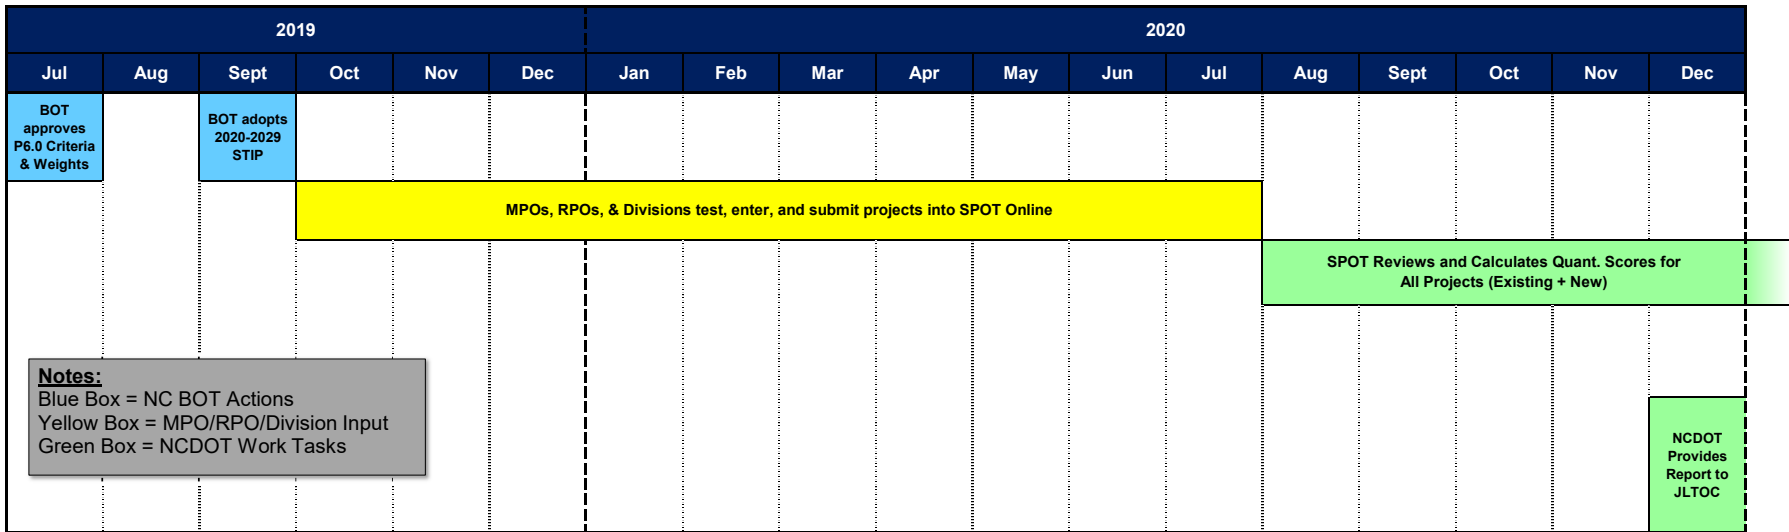 2019
2020
Jul
Aug
Sept
Oct
Nov
Dec
Jan
Feb
Mar
Apr
May
Jun
Jul
Aug
Sept
Oct
Nov
Dec
BOT
approves
P6.0 Criteria
& Weights
BOT adopts
2020-2029
STIP
MPOs, RPOs, & Divisions test, enter, and submit projects into SPOT Online
SPOT Reviews and Calculates Quant. Scores for
All Projects (Existing + New)
Notes:
Blue Box = NC BOT Actions
Yellow Box = MPO/RPO/Division Input
Green Box = NCDOT Work Tasks
NCDOT
Provides
Report to
JLTOC